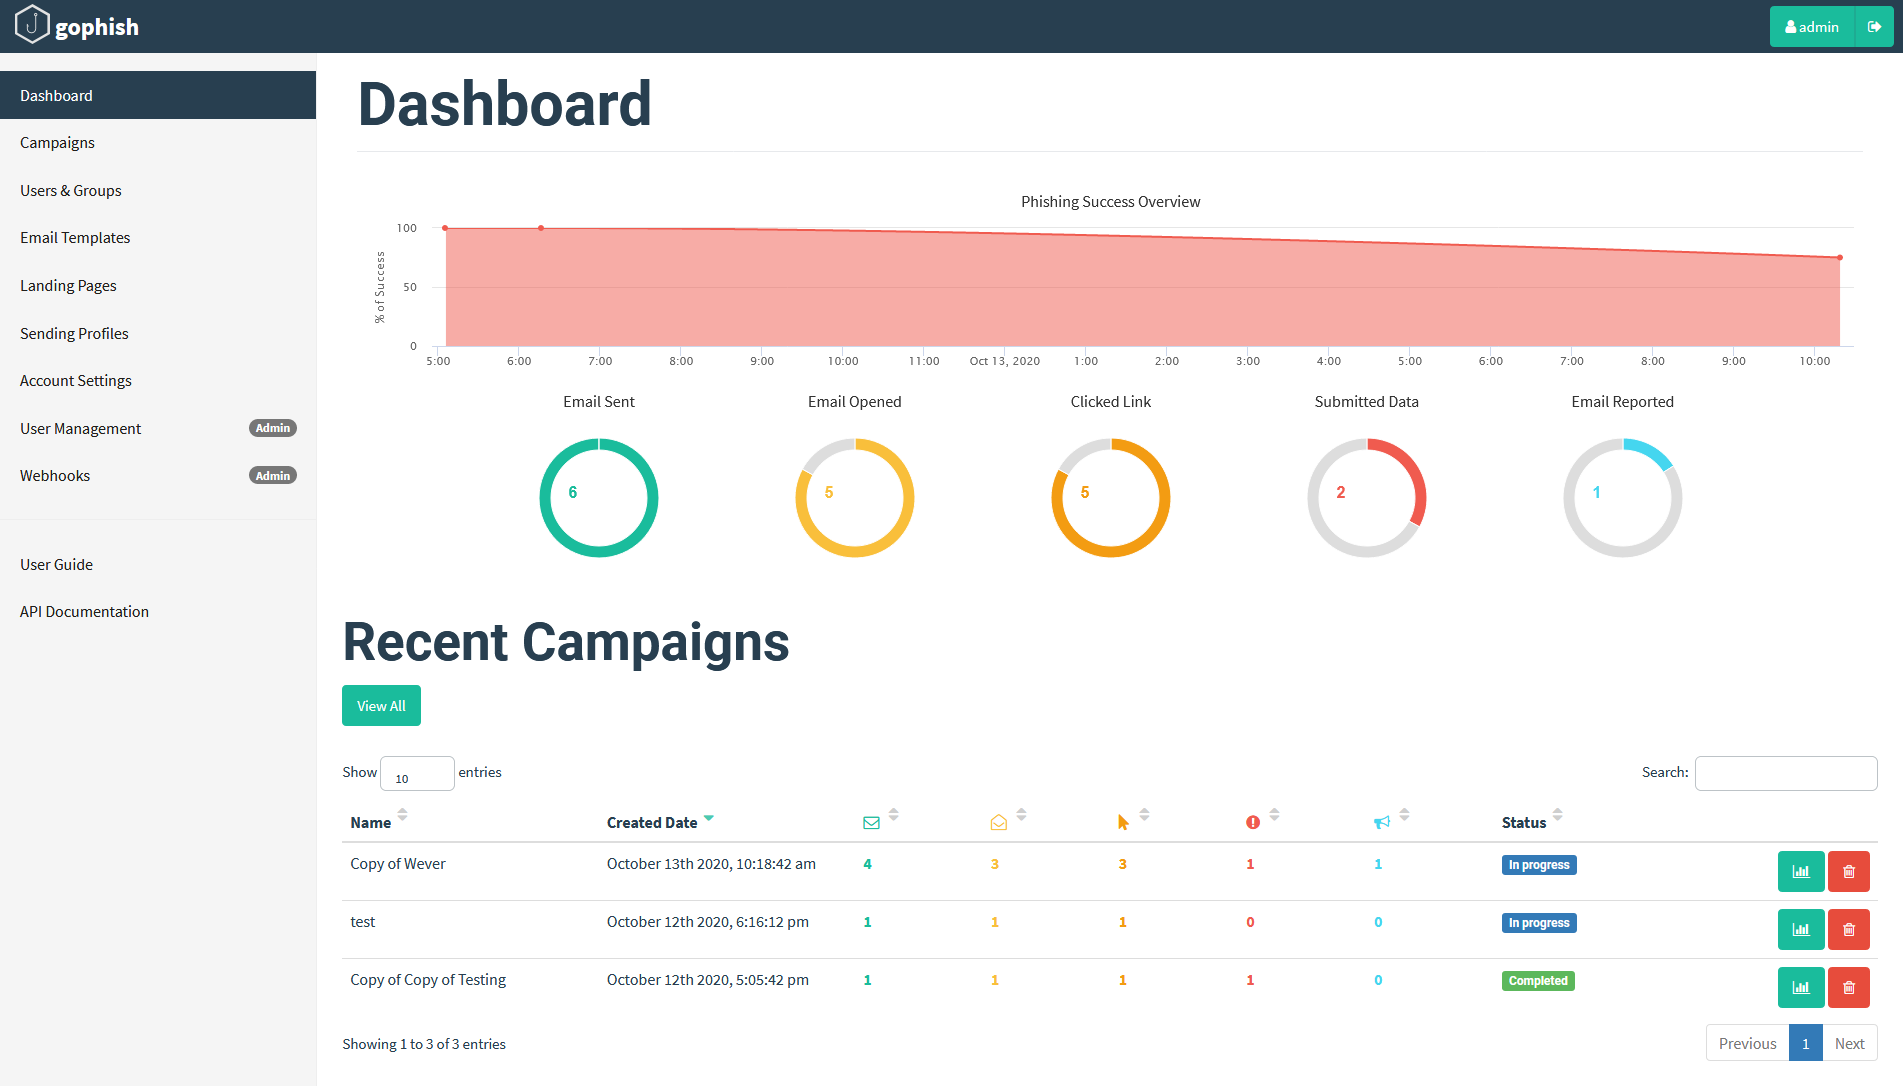 gophish
admin
Dashboard
Campaigns
Users & Groups
Email Templates
Landing Pages
Sending Profiles
Account Settings
User Management Admin
Webhooks Admin
User Guide
API Documentation
Dashboard
Phishing Success Overview
% of Success
100
50
0
5:00 6:00 7:00 8:00 9:00 10:00 11:00 Oct 13, 2020 1:00 2:00 3:00 4:00 5:00 6:00 7:00 8:00 9:00 10:00
Email Sent Email Opened Clicked Link Submitted Data Email Reported
6 5 5 2 1
Recent Campaigns
View All
Show 10 entries Search:
Name Created Date Status
Copy of Wever October 13th 2020, 10:18:42 am 4 3 3 1 1 In progress
test October 12th 2020, 6:16:12 pm 1 1 1 0 0 In progress
Copy of Copy of Testing October 12th 2020, 5:05:42 pm 1 1 1 1 0 Completed
Showing 1 to 3 of 3 entries Previous 1 Next